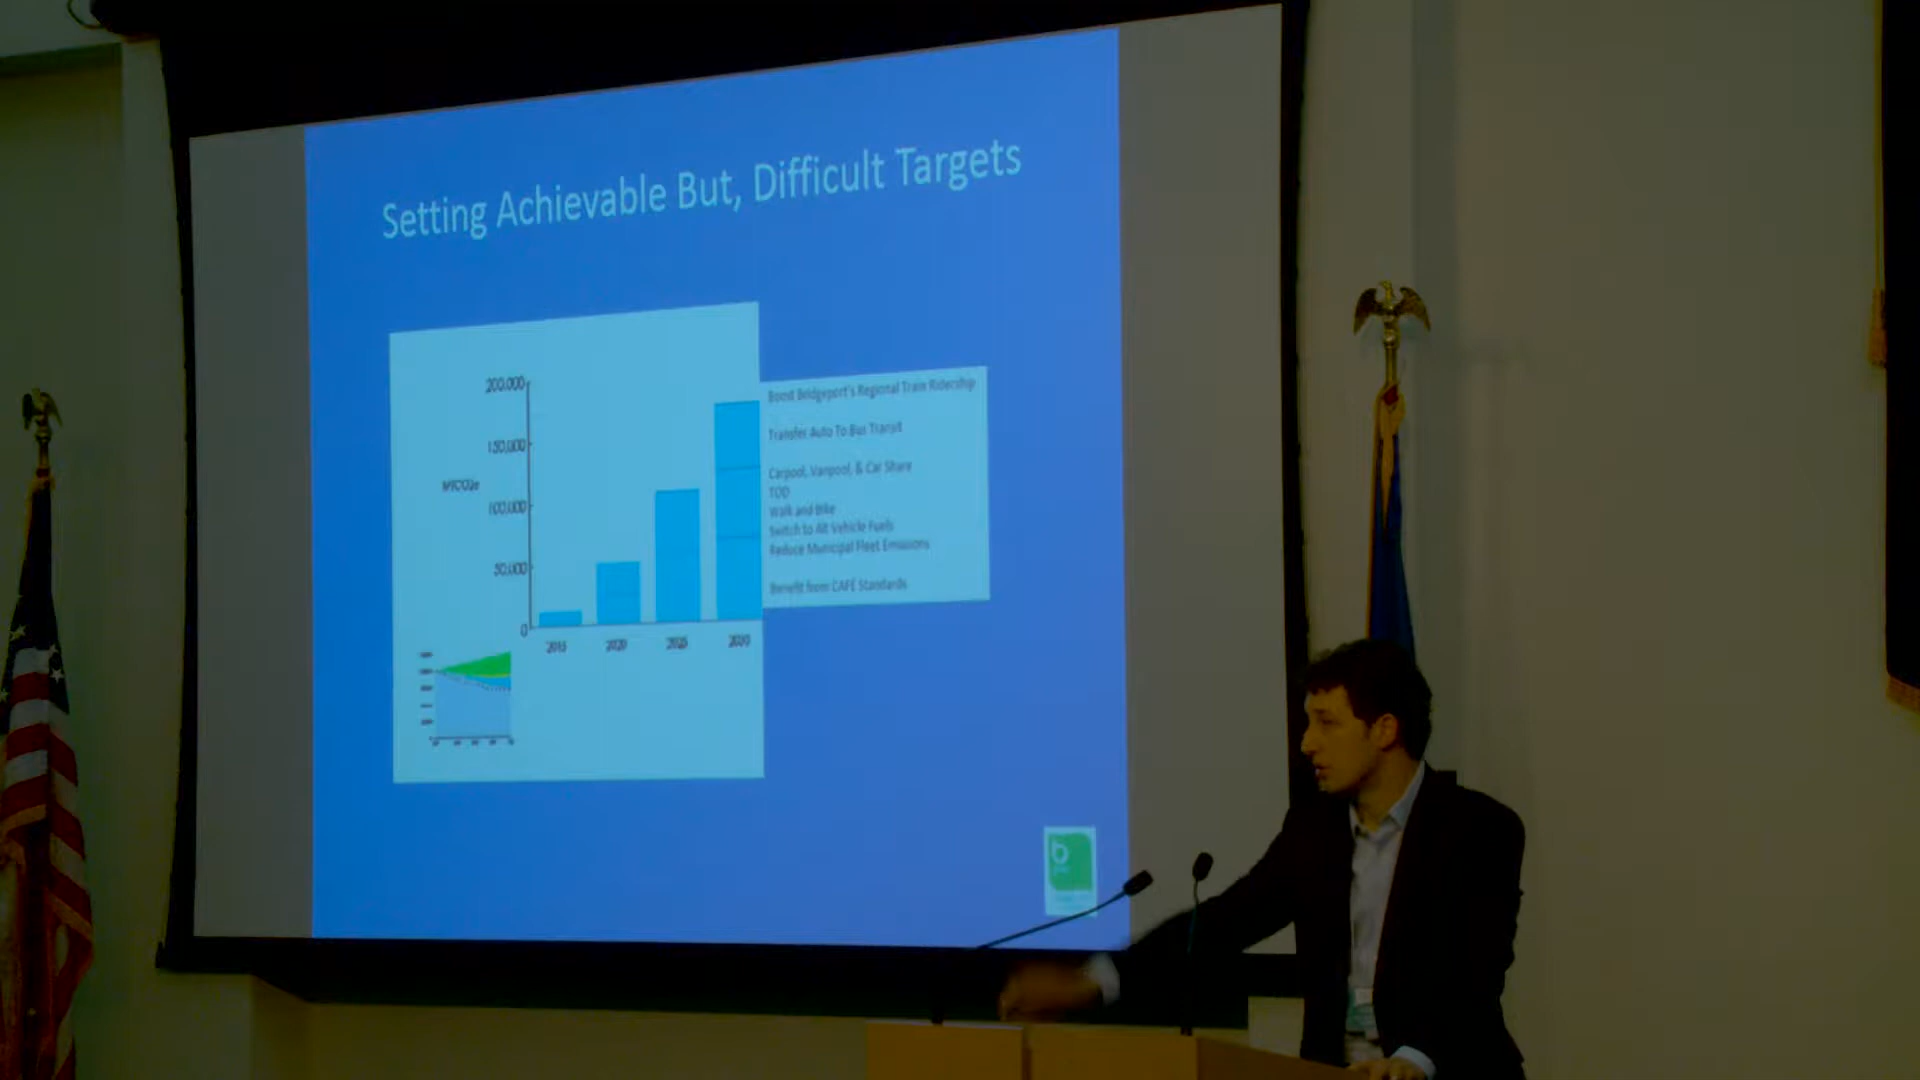 Setting Achievable But, Difficult Targets
200,000
150,000
MTCO2e
100,000
50,000
0
2015
2020
2025
2030
Boost Bridgeport's Regional Train Ridership
Transfer Auto To Bus Transit
Carpool, Vanpool, & Car Share
TOD
Walk and Bike
Switch to Alt Vehicle Fuels
Reduce Municipal Fleet Emissions
Benefit from CAFE Standards
b